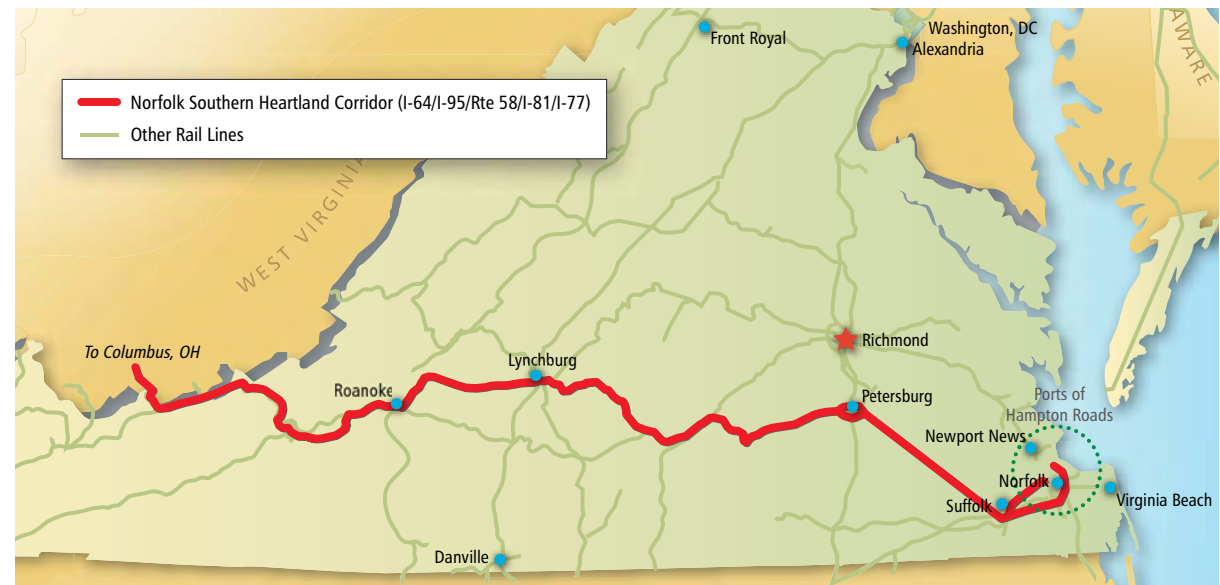 Front Royal
Washington, DC
Alexandria
AWARE
Norfolk Southern Heartland Corridor (I-64/I-95/Rte 58/I-81/I-77)
Other Rail Lines
WEST VIRGINIA
To Columbus, OH
Richmond
Lynchburg
Roanoke
Petersburg
Ports of
Hampton Roads
Newport News
Norfolk
Suffolk
Virginia Beach
Danville